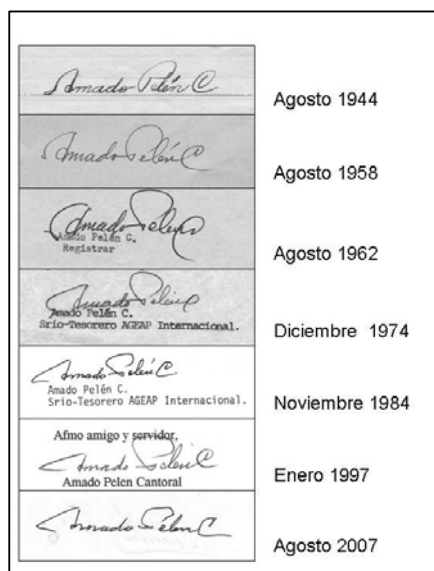 Amado Pelén C
Agosto 1944
Amado Pelén C
Agosto 1958
Amado Pelén C
Amado Pelén C.
Registrar
Agosto 1962
Amado Pelén C
Amado Pelén C.
Srio-Tesorero AGEAP Internacional.
Diciembre 1974
Amado Pelén C
Amado Pelén C.
Srio-Tesorero AGEAP Internacional.
Noviembre 1984
Afmo amigo y servidor,
Amado Pelén C
Amado Pelen Cantoral
Enero 1997
Amado Pelén C
Agosto 2007